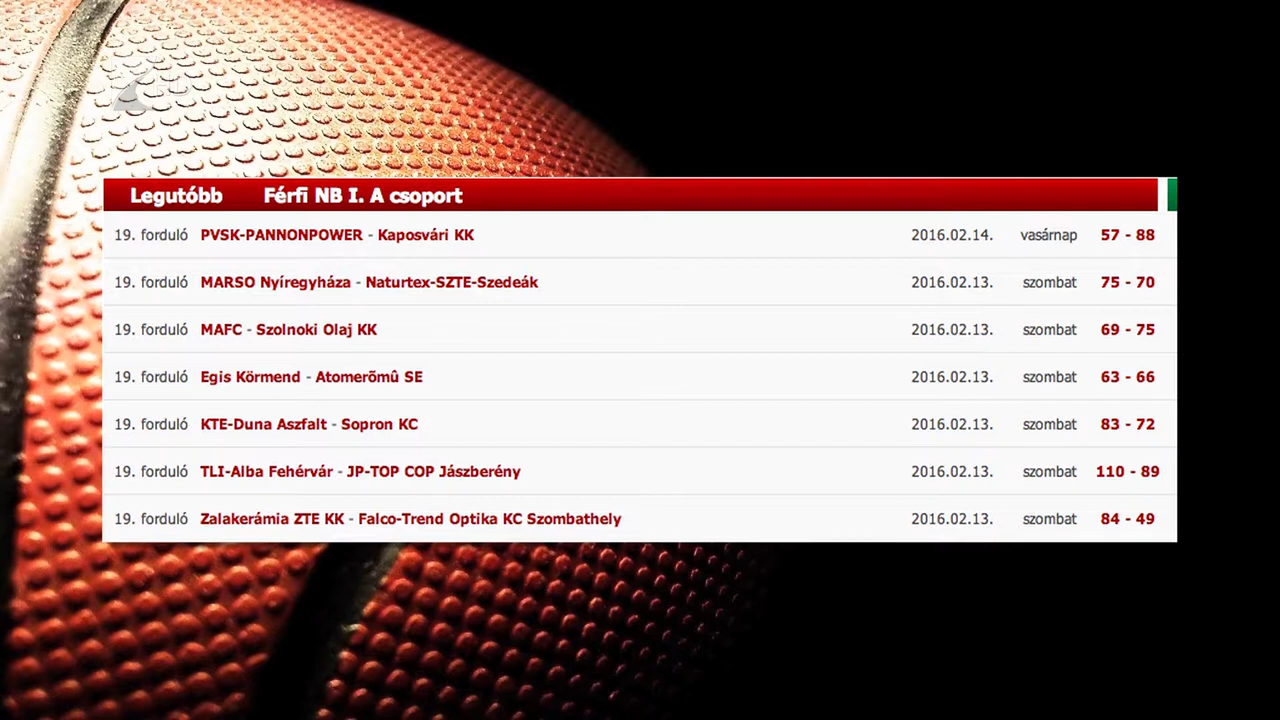 Legutóbb Férfi NB I. A csoport
19. forduló PVSK-PANNONPOWER - Kaposvári KK 2016.02.14. vasárnap 57 - 88
19. forduló MARSO Nyíregyháza - Naturtex-SZTE-Szedeák 2016.02.13. szombat 75 - 70
19. forduló MAFC - Szolnoki Olaj KK 2016.02.13. szombat 69 - 75
19. forduló Egis Körmend - Atomerõmû SE 2016.02.13. szombat 63 - 66
19. forduló KTE-Duna Aszfalt - Sopron KC 2016.02.13. szombat 83 - 72
19. forduló TLI-Alba Fehérvár - JP-TOP COP Jászberény 2016.02.13. szombat 110 - 89
19. forduló Zalakerámia ZTE KK - Falco-Trend Optika KC Szombathely 2016.02.13. szombat 84 - 49